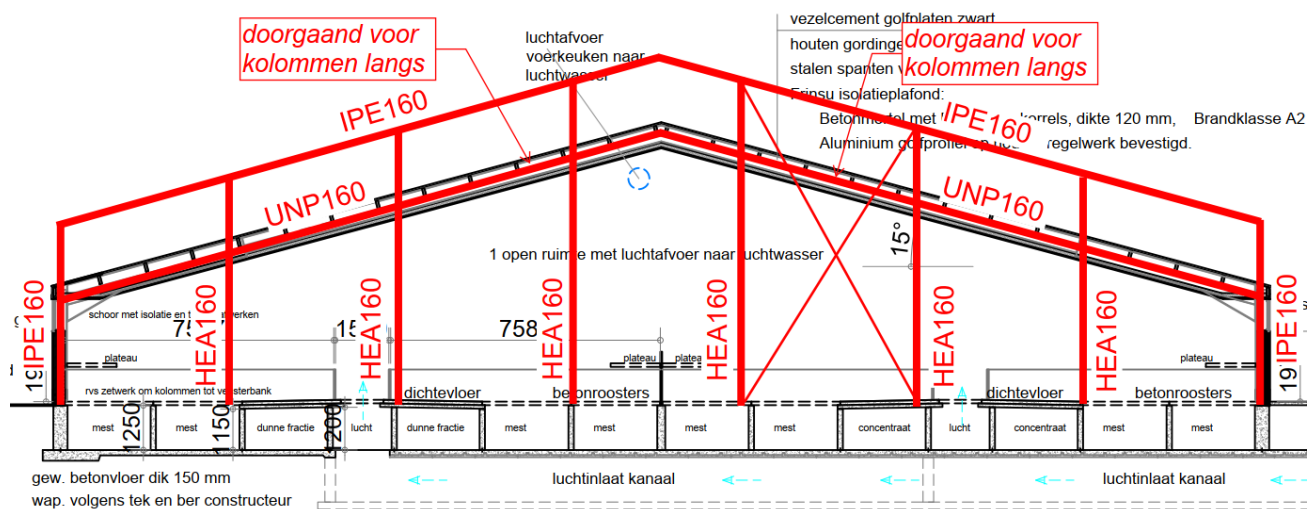 vezelcement golfplaten zwart
doorgaand voor
kolommen langs
luchtafvoer
voerkeuken naar
luchtwasser
houten gordinge
doorgaand voor
kolommen langs
stalen spanten
isolatieplafond:
IPE160
IPE160
Betonmortel met korrels, dikte 120 mm, Brandklasse A2
Aluminium golfprofiel regelwerk bevestigd.
UNP160
UNP160
15°
1 open ruimte met luchtafvoer naar luchtwasser
IPE160
HEA160
HEA160
HEA160
HEA160
HEA160
HEA160
IPE160
schoor met isolatie en
758
plateau
plateau
plateau
rvs zetwerk om kolommen tot vensterbank
dichtevloer
betonroosters
dichtevloer
betonroosters
19
197
1250
1150
1200
mest
mest
dunne fractie
lucht
dunne fractie
mest
mest
mest
mest
concentraat
lucht
concentraat
mest
mest
gew. betonvloer dik 150 mm
wap. volgens tek en ber constructeur
luchtinlaat kanaal
luchtinlaat kanaal